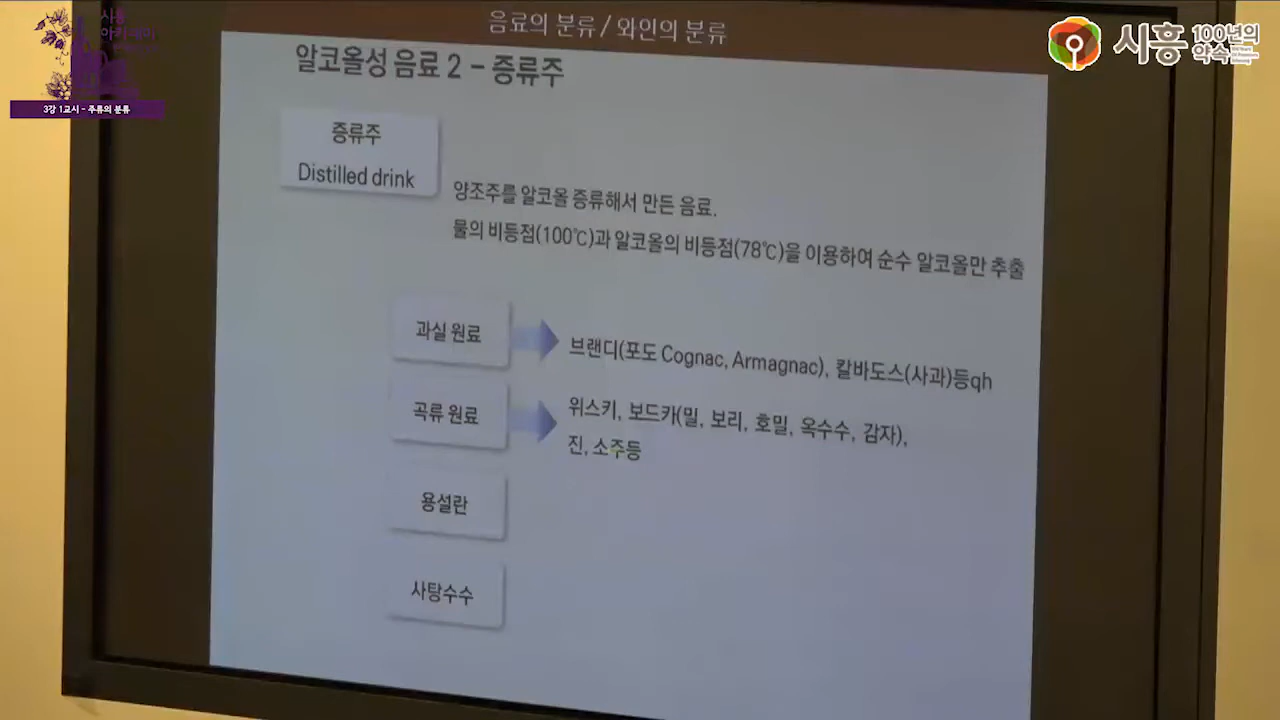 음료의 분류 / 와인의 분류
시흥
아카데미
3강 1교시 - 주류의 분류
시흥 100년의
약속
알코올성 음료 2 - 증류주
증류주
Distilled drink
양조주를 알코올 증류해서 만든 음료.
물의 비등점(100℃)과 알코올의 비등점(78℃)을 이용하여 순수 알코올만 추출
과실 원료
브랜디(포도 Cognac, Armagnac), 칼바도스(사과)등qh
곡류 원료
위스키, 보드카(밀, 보리, 호밀, 옥수수, 감자),
진, 소주등
용설란
사탕수수